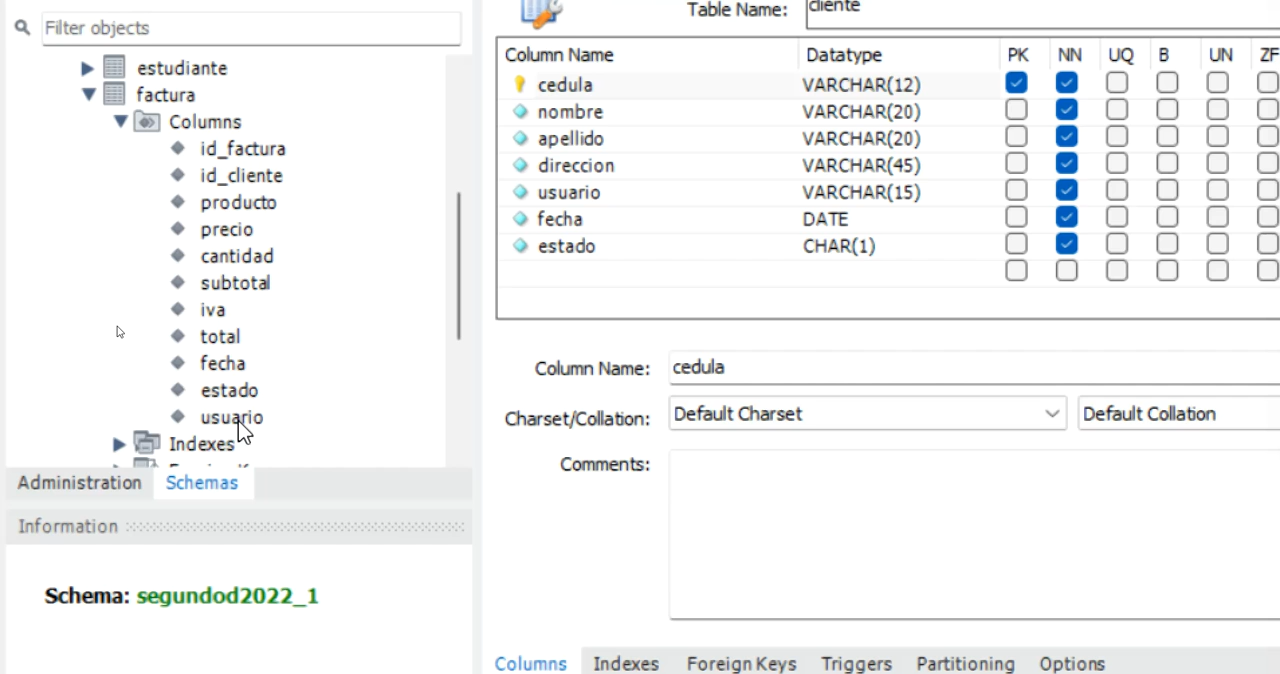 Filter objects
estudiante
factura
Columns
id_factura
id_cliente
producto
precio
cantidad
subtotal
iva
total
fecha
estado
usuario
Indexes
Administration Schemas
Information
Schema: segundod2022_1
Table Name: cliente
Column Name Datatype PK NN UQ B UN ZF
cedula VARCHAR(12)
nombre VARCHAR(20)
apellido VARCHAR(20)
direccion VARCHAR(45)
usuario VARCHAR(15)
fecha DATE
estado CHAR(1)
Column Name: cedula
Charset/Collation: Default Charset Default Collation
Comments:
Columns Indexes Foreign Keys Triggers Partitioning Options